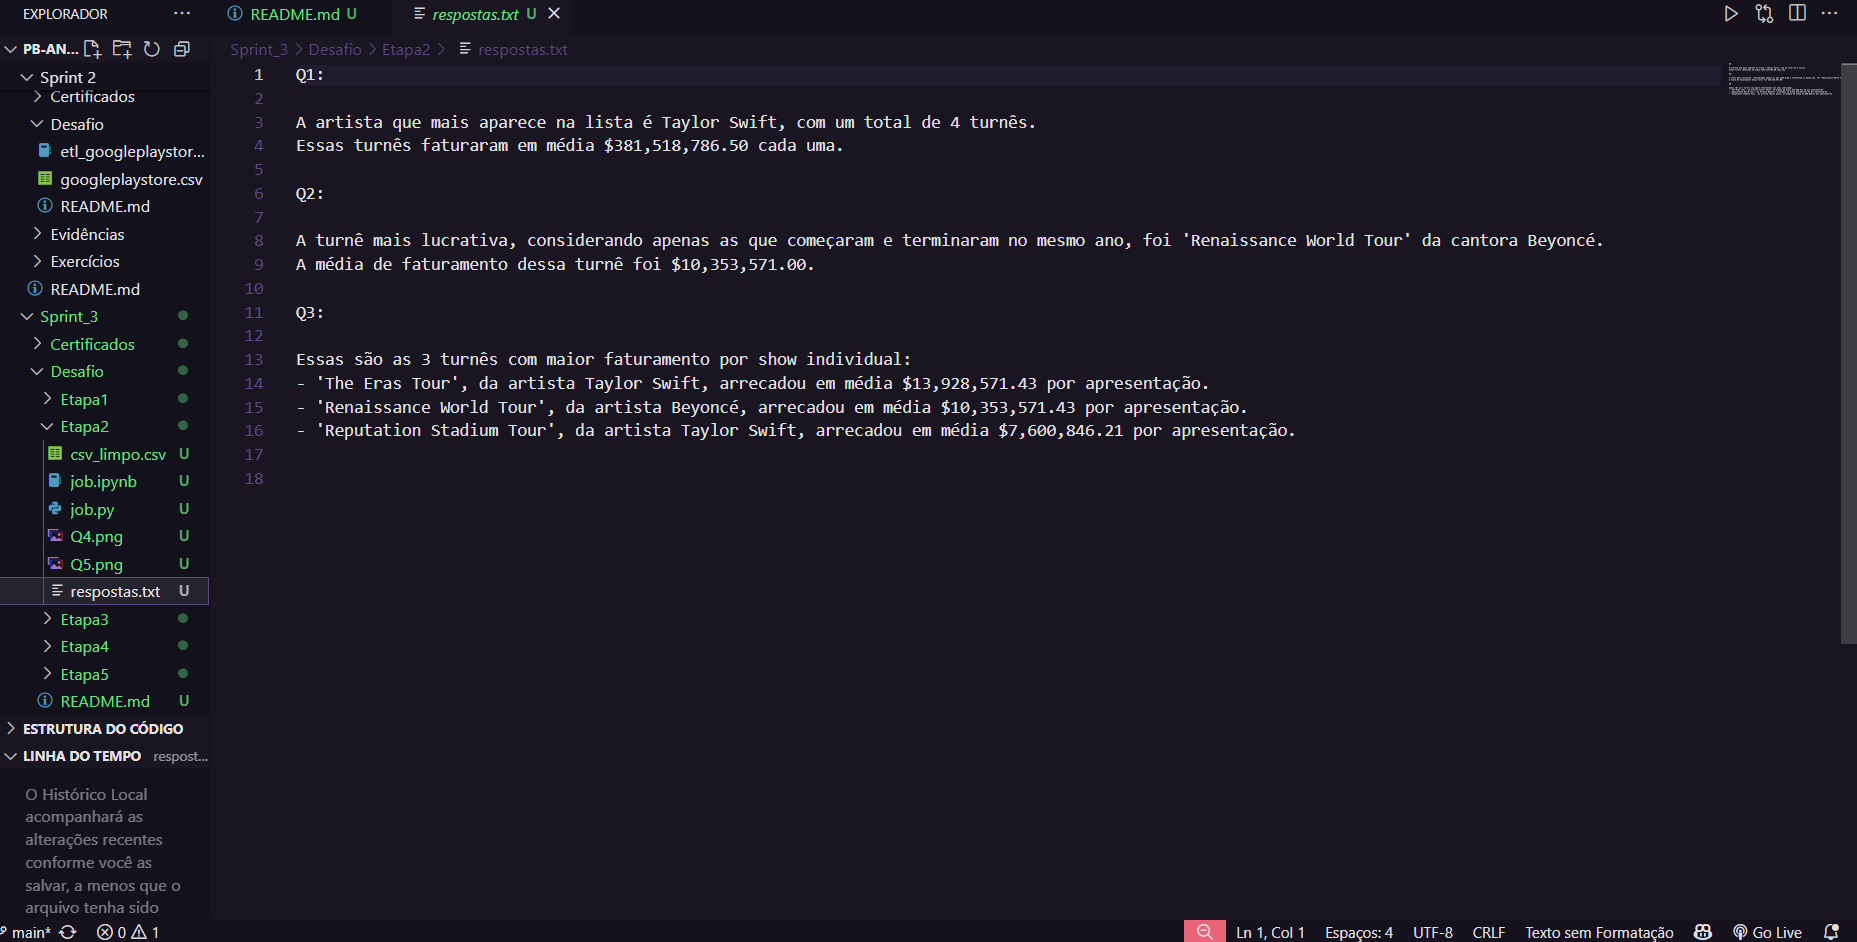 EXPLORADOR
PB-AN...
Sprint 2
Certificados
Desafio
etl_googleplaystor...
googleplaystore.csv
README.md
Evidências
Exercícios
README.md
Sprint_3
Certificados
Desafio
Etapa1
Etapa2
csv_limpo.csv U
job.ipynb U
job.py U
Q4.png U
Q5.png U
respostas.txt U
Etapa3
Etapa4
Etapa5
README.md U
ESTRUTURA DO CÓDIGO
LINHA DO TEMPO respost...
O Histórico Local
acompanhará as
alterações recentes
conforme você as
salvar, a menos que o
arquivo tenha sido
README.md U
respostas.txt U
Sprint_3 > Desafio > Etapa2 > respostas.txt
1 Q1:
2
3 A artista que mais aparece na lista é Taylor Swift, com um total de 4 turnês.
4 Essas turnês faturaram em média $381,518,786.50 cada uma.
5
6 Q2:
7
8 A turnê mais lucrativa, considerando apenas as que começaram e terminaram no mesmo ano, foi 'Renaissance World Tour' da cantora Beyoncé.
9 A média de faturamento dessa turnê foi $10,353,571.00.
10
11 Q3:
12
13 Essas são as 3 turnês com maior faturamento por show individual:
14 - 'The Eras Tour', da artista Taylor Swift, arrecadou em média $13,928,571.43 por apresentação.
15 - 'Renaissance World Tour', da artista Beyoncé, arrecadou em média $10,353,571.43 por apresentação.
16 - 'Reputation Stadium Tour', da artista Taylor Swift, arrecadou em média $7,600,846.21 por apresentação.
17
18
main* 0 1
Ln 1, Col 1 Espaços: 4 UTF-8 CRLF Texto sem Formatação Go Live